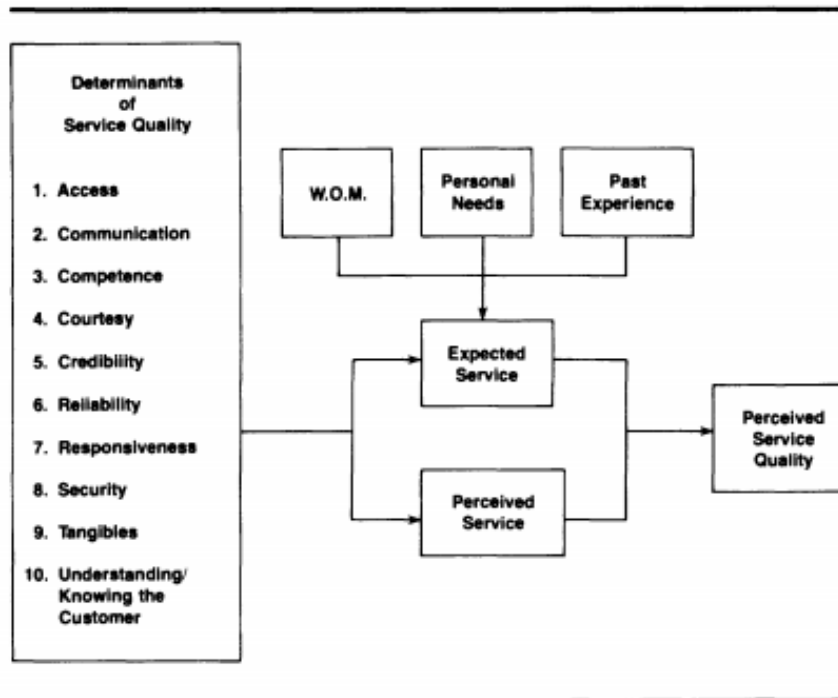 Determinants
of
Service Quality
1. Access
2. Communication
3. Competence
4. Courtesy
5. Credibility
6. Reliability
7. Responsiveness
8. Security
9. Tangibles
10. Understanding/
Knowing the
Customer
W.O.M.
Personal
Needs
Past
Experience
Expected
Service
Perceived
Service
Perceived
Service
Quality